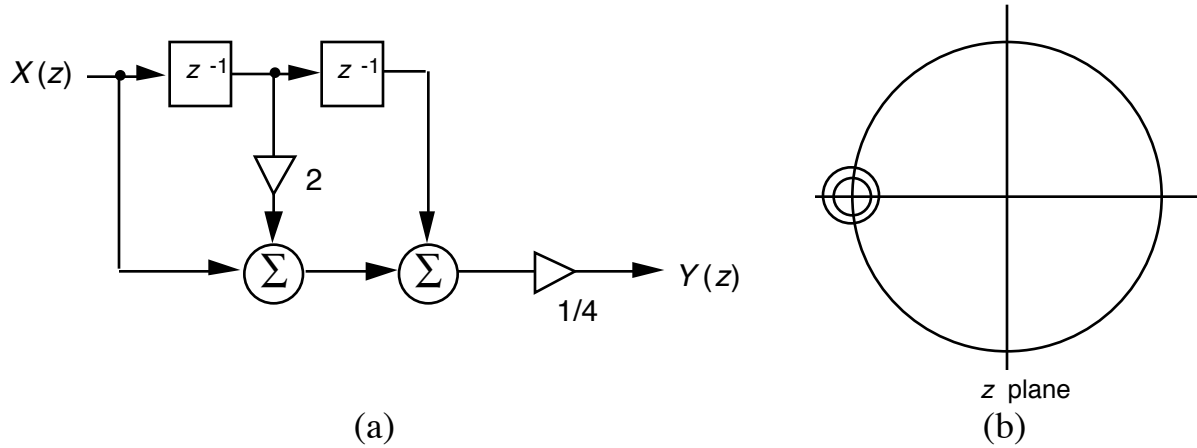 X(z)
z -1
z -1
2
Σ
Σ
1/4
Y(z)
z plane
(a)
(b)